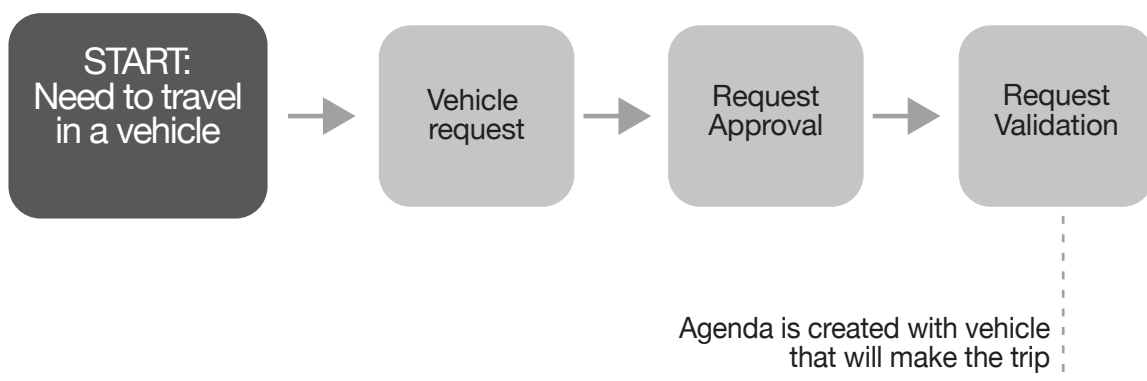 START:
Need to travel
in a vehicle
Vehicle
request
Request
Approval
Request
Validation
Agenda is created with vehicle
that will make the trip